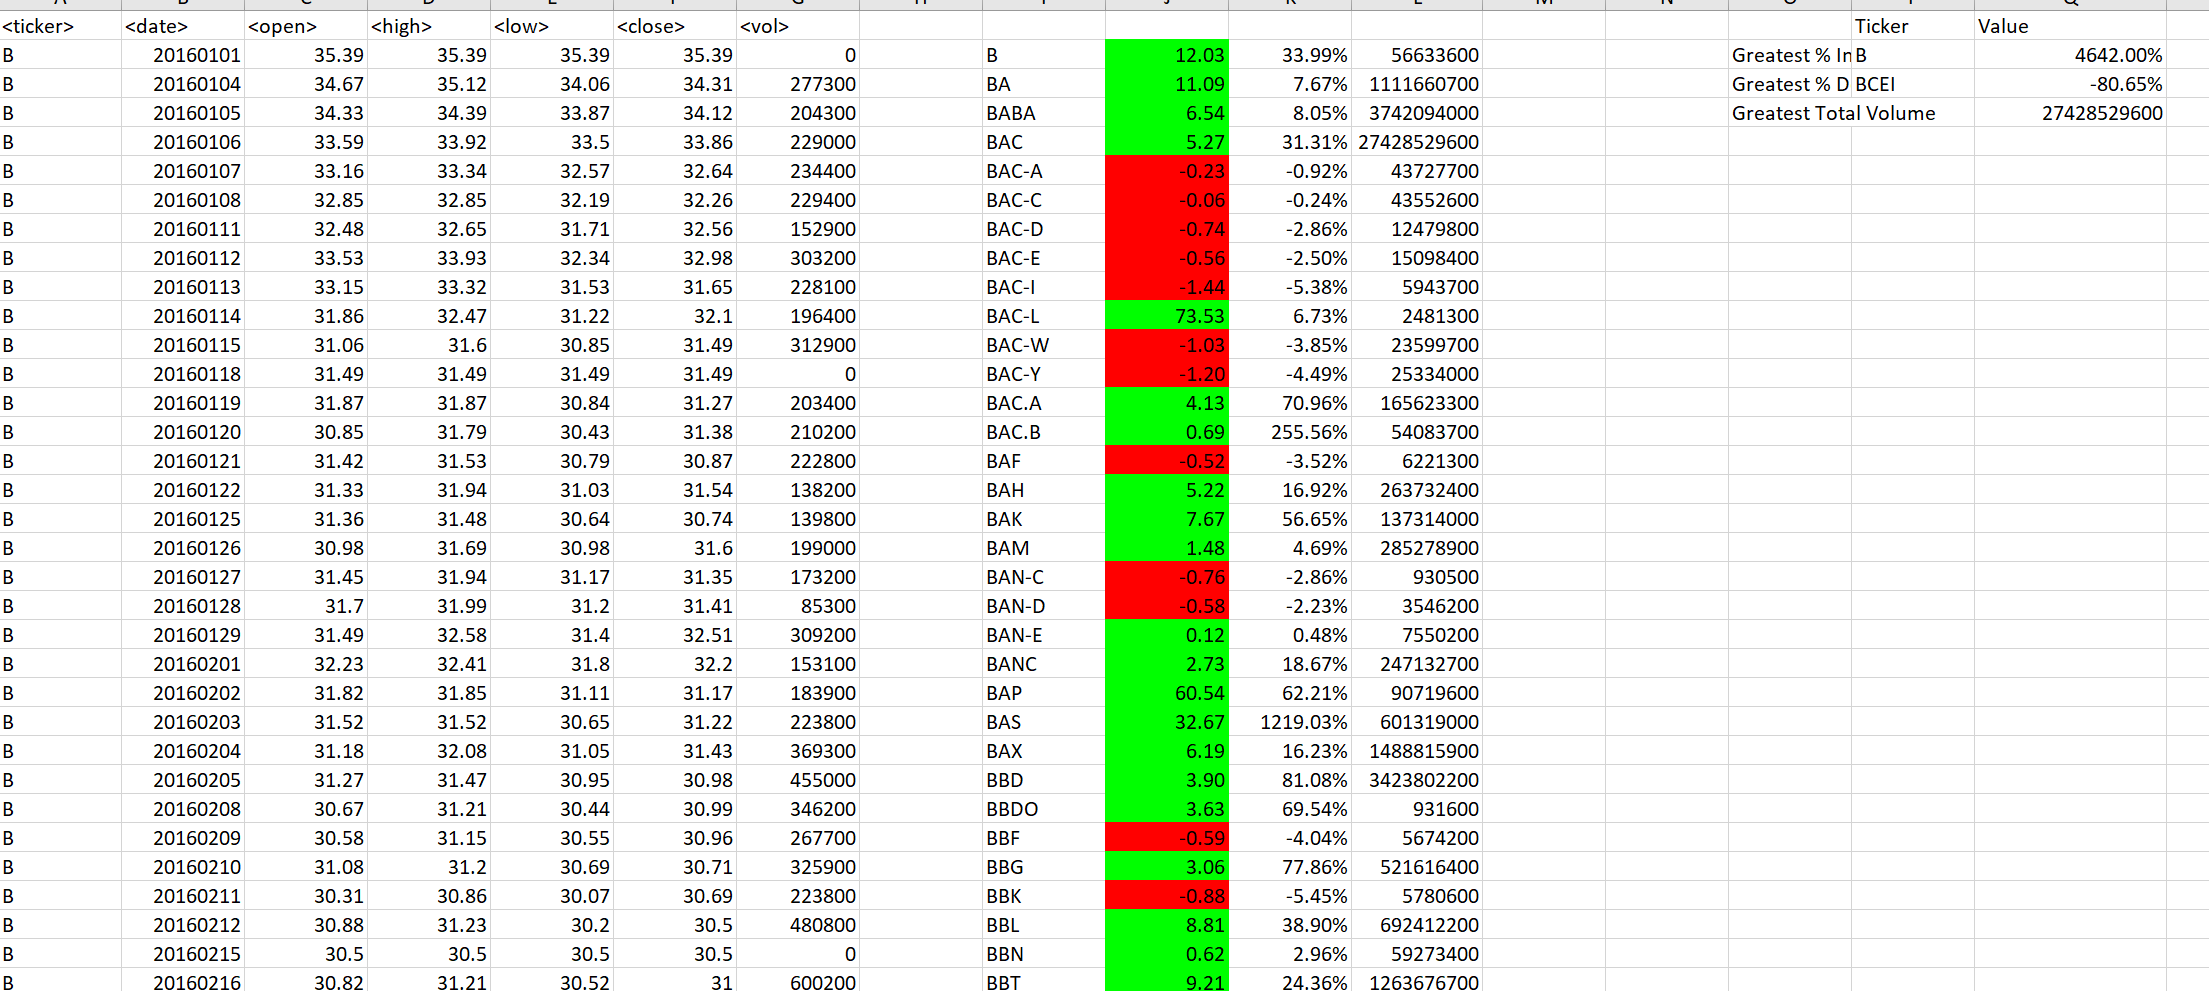 <ticker> <date> <open> <high> <low> <close> <vol> Ticker Value
B 20160101 35.39 35.39 35.39 35.39 0 B 12.03 33.99% 56633600 Greatest % In B 4642.00%
B 20160104 34.67 35.12 34.06 34.31 277300 BA 11.09 7.67% 1111660700 Greatest % D BCEI -80.65%
B 20160105 34.33 34.39 33.87 34.12 204300 BABA 6.54 8.05% 3742094000 Greatest Total Volume 27428529600
B 20160106 33.59 33.92 33.5 33.86 229000 BAC 5.27 31.31% 27428529600
B 20160107 33.16 33.34 32.57 32.64 234400 BAC-A -0.23 -0.92% 43727700
B 20160108 32.85 32.85 32.19 32.26 229400 BAC-C -0.06 -0.24% 43552600
B 20160111 32.48 32.65 31.71 32.56 152900 BAC-D -0.74 -2.86% 12479800
B 20160112 33.53 33.93 32.34 32.98 303200 BAC-E -0.56 -2.50% 15098400
B 20160113 33.15 33.32 31.53 31.65 228100 BAC-I -1.44 -5.38% 5943700
B 20160114 31.86 32.47 31.22 32.1 196400 BAC-L 73.53 6.73% 2481300
B 20160115 31.06 31.6 30.85 31.49 312900 BAC-W -1.03 -3.85% 23599700
B 20160118 31.49 31.49 31.49 31.49 0 BAC-Y -1.20 -4.49% 25334000
B 20160119 31.87 31.87 30.84 31.27 203400 BAC.A 4.13 70.96% 165623300
B 20160120 30.85 31.79 30.43 31.38 210200 BAC.B 0.69 255.56% 54083700
B 20160121 31.42 31.53 30.79 30.87 222800 BAF -0.52 -3.52% 6221300
B 20160122 31.33 31.94 31.03 31.54 138200 BAH 5.22 16.92% 263732400
B 20160125 31.36 31.48 30.64 30.74 139800 BAK 7.67 56.65% 137314000
B 20160126 30.98 31.69 30.98 31.6 199000 BAM 1.48 4.69% 285278900
B 20160127 31.45 31.94 31.17 31.35 173200 BAN-C -0.76 -2.86% 930500
B 20160128 31.7 31.99 31.2 31.41 85300 BAN-D -0.58 -2.23% 3546200
B 20160129 31.49 32.58 31.4 32.51 309200 BAN-E 0.12 0.48% 7550200
B 20160201 32.23 32.41 31.8 32.2 153100 BANC 2.73 18.67% 247132700
B 20160202 31.82 31.85 31.11 31.17 183900 BAP 60.54 62.21% 90719600
B 20160203 31.52 31.52 30.65 31.22 223800 BAS 32.67 1219.03% 601319000
B 20160204 31.18 32.08 31.05 31.43 369300 BAX 6.19 16.23% 1488815900
B 20160205 31.27 31.47 30.95 30.98 455000 BBD 3.90 81.08% 3423802200
B 20160208 30.67 31.21 30.44 30.99 346200 BBDO 3.63 69.54% 931600
B 20160209 30.58 31.15 30.55 30.96 267700 BBF -0.59 -4.04% 5674200
B 20160210 31.08 31.2 30.69 30.71 325900 BBG 3.06 77.86% 521616400
B 20160211 30.31 30.86 30.07 30.69 223800 BBK -0.88 -5.45% 5780600
B 20160212 30.88 31.23 30.2 30.5 480800 BBL 8.81 38.90% 692412200
B 20160215 30.5 30.5 30.5 30.5 0 BBN 0.62 2.96% 59273400
B 20160216 30.82 31.21 30.52 31 600200 BBT 9.21 24.36% 1263676700